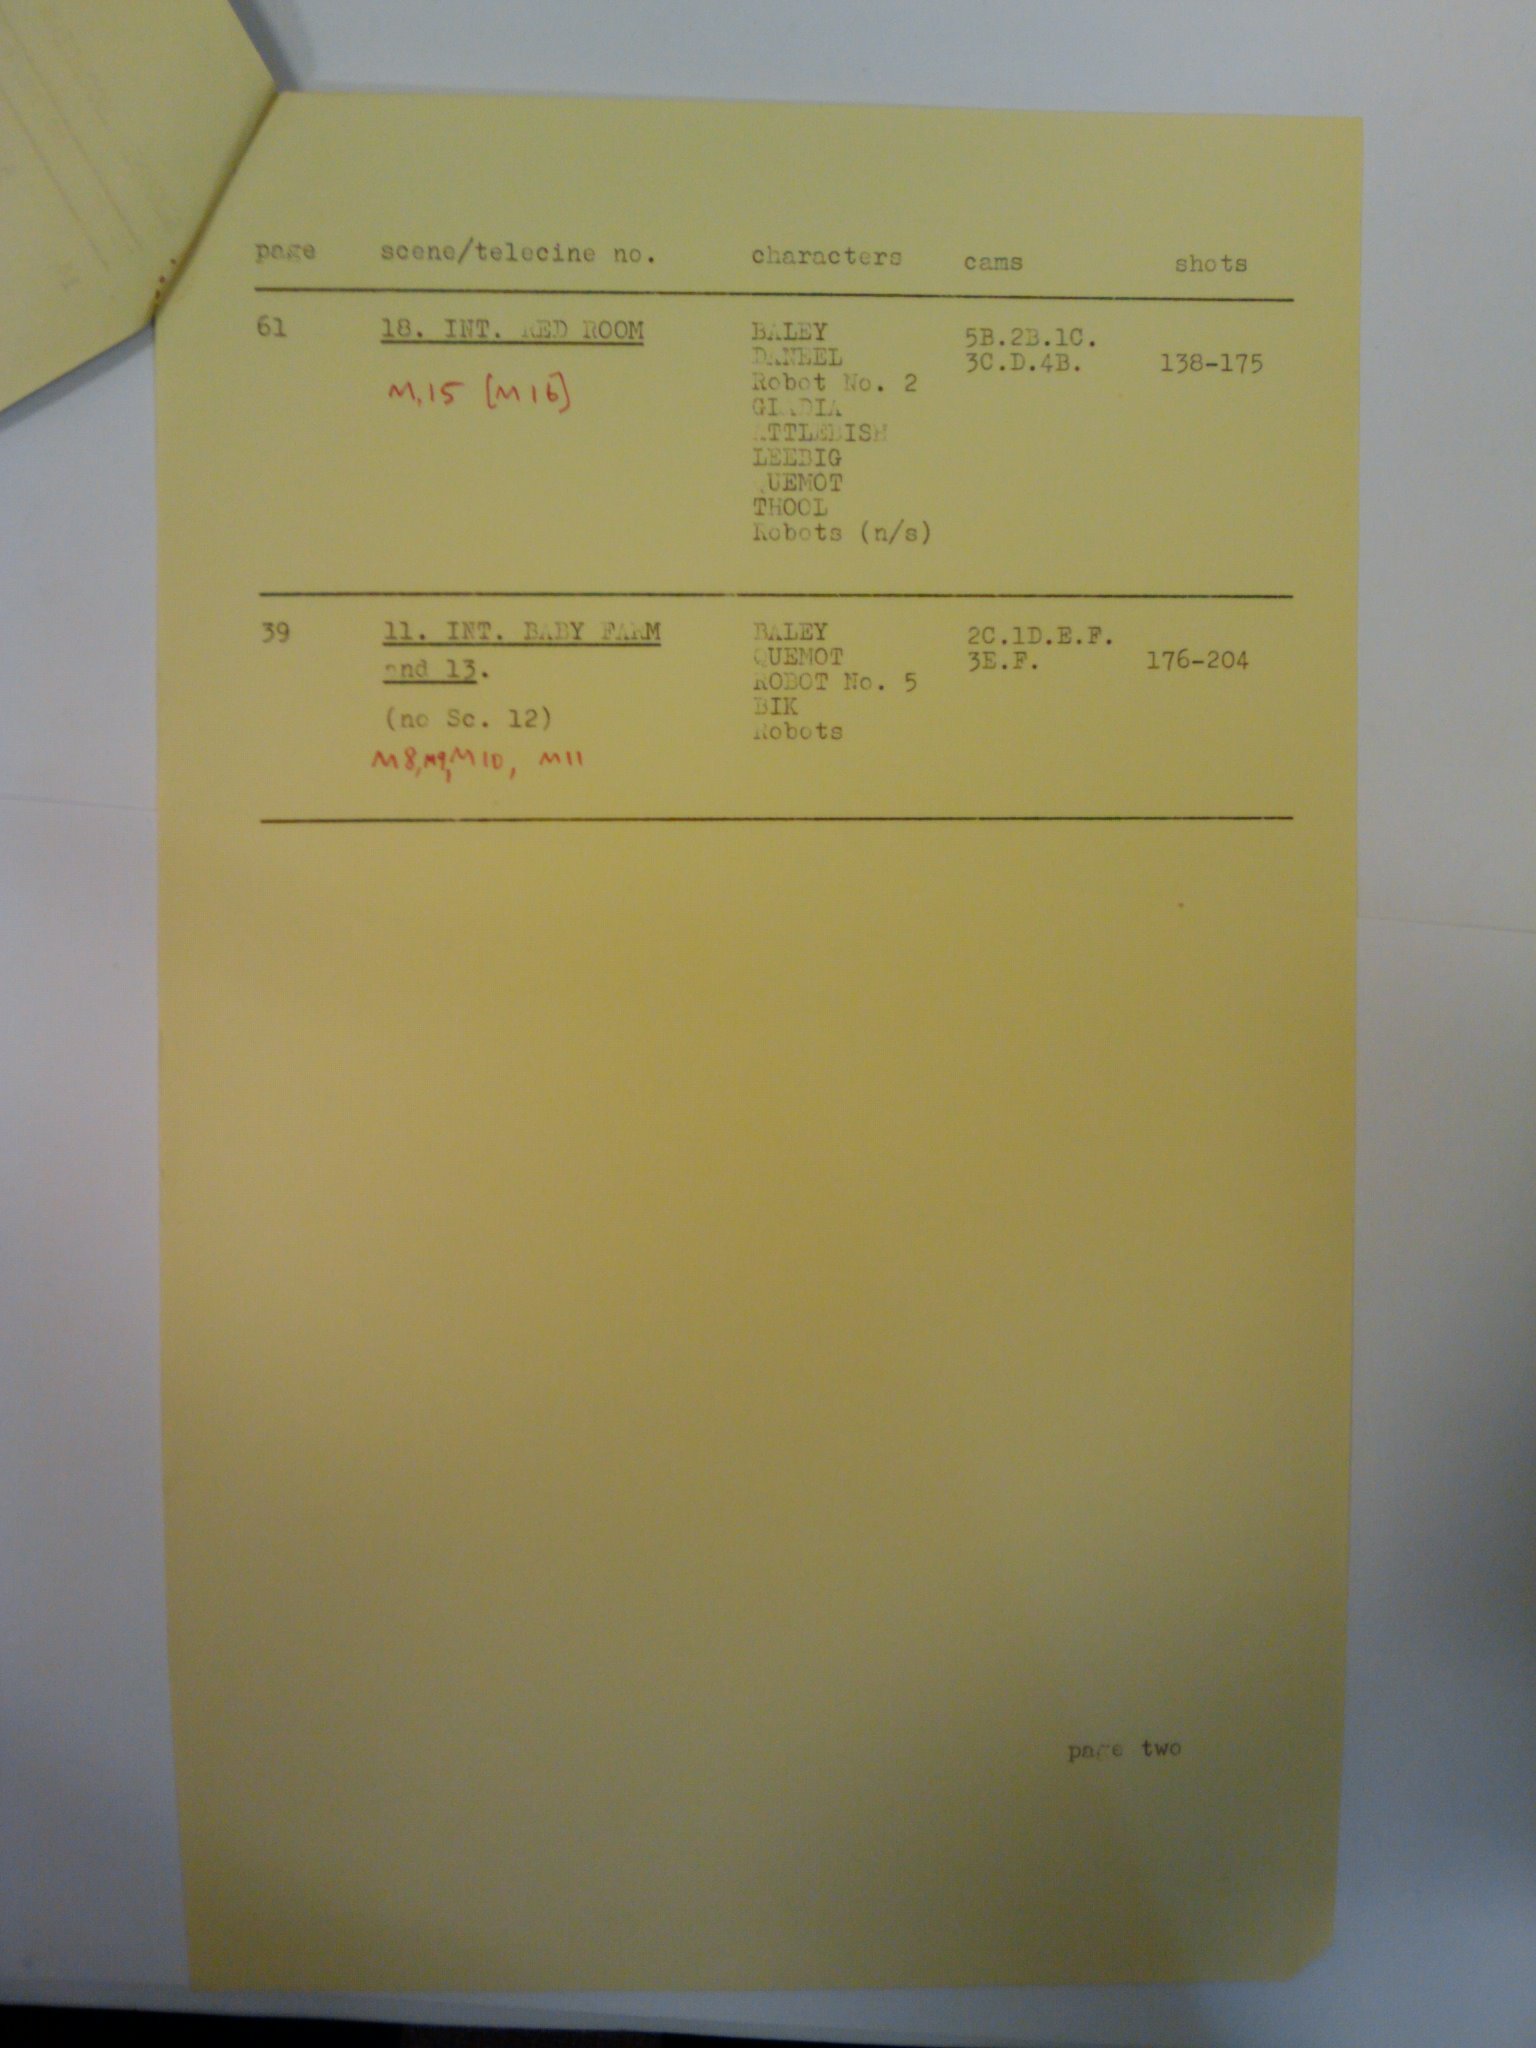 page scene/telecine no. characters cams shots
61 18. INT. RED ROOM BALEY 5B.2B.1C.
DANEEL 3C.D.4B. 138-175
M,15 [M16] Robot No. 2
GLADIA
ATTLEBISH
LEEBIG
QUEMOT
THOOL
Robots (n/s)
39 11. INT. BABY FARM BALEY 2C.1D.E.F.
and 13. QUEMOT 3E.F. 176-204
ROBOT No. 5
(no Sc. 12) BIK
Robots
M8,M9,M10, M11
page two